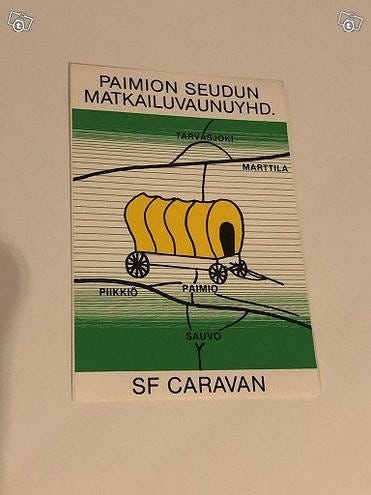 PAIMION SEUDUN
MATKAILUVAUNUYHD.
TARVASJOKI
MARTTILA
PIIKKIÖ
PAIMIO
SAUVO
SF CARAVAN